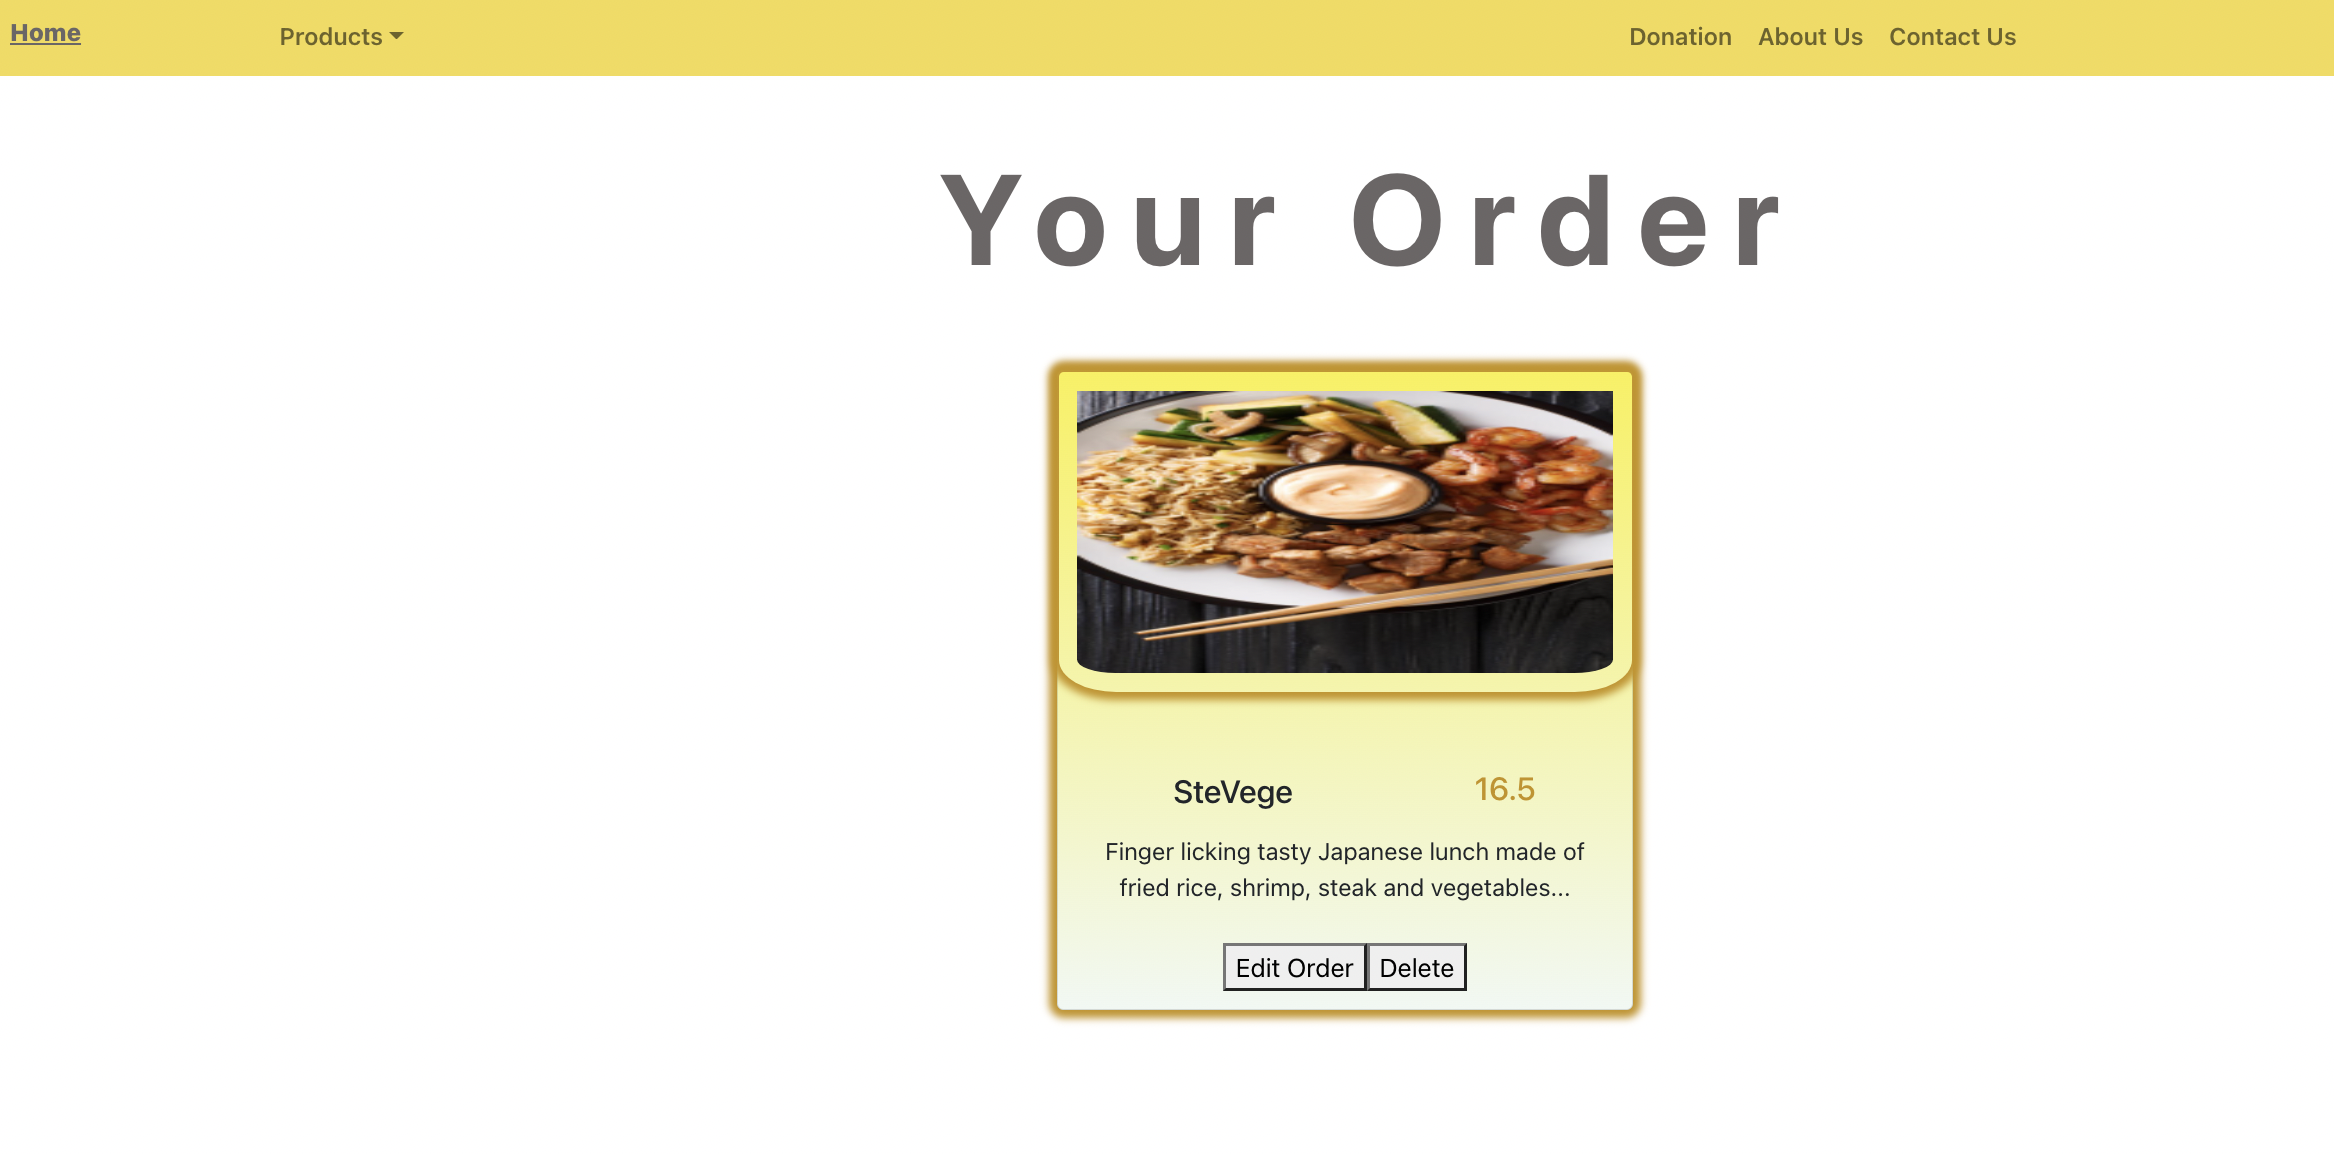 Home Products Donation About Us Contact Us
Your Order
SteVege 16.5
Finger licking tasty Japanese lunch made of
fried rice, shrimp, steak and vegetables...
Edit Order Delete